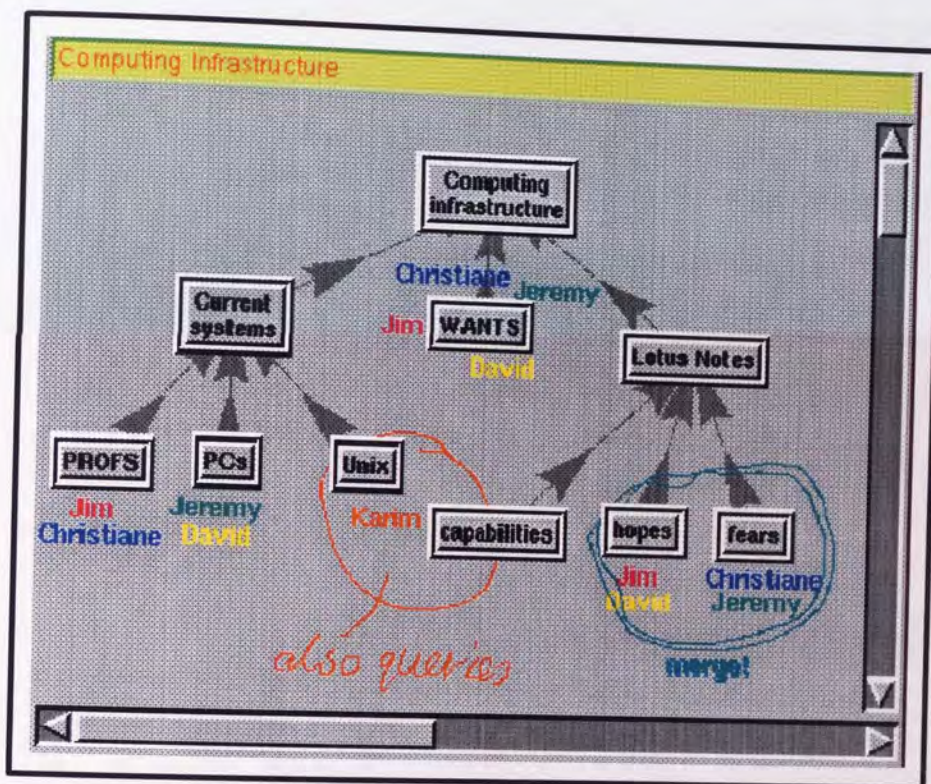 Computing Infrastructure
Computing
infrastructure
Christiane
Jeremy
Current
systems
Jim
WANTS
David
Lotus Notes
PROFS
PCs
Unix
Jim
Christiane
Jeremy
David
Karim
capabilities
hopes
fears
Jim
David
Christiane
Jeremy
also queries
merge!